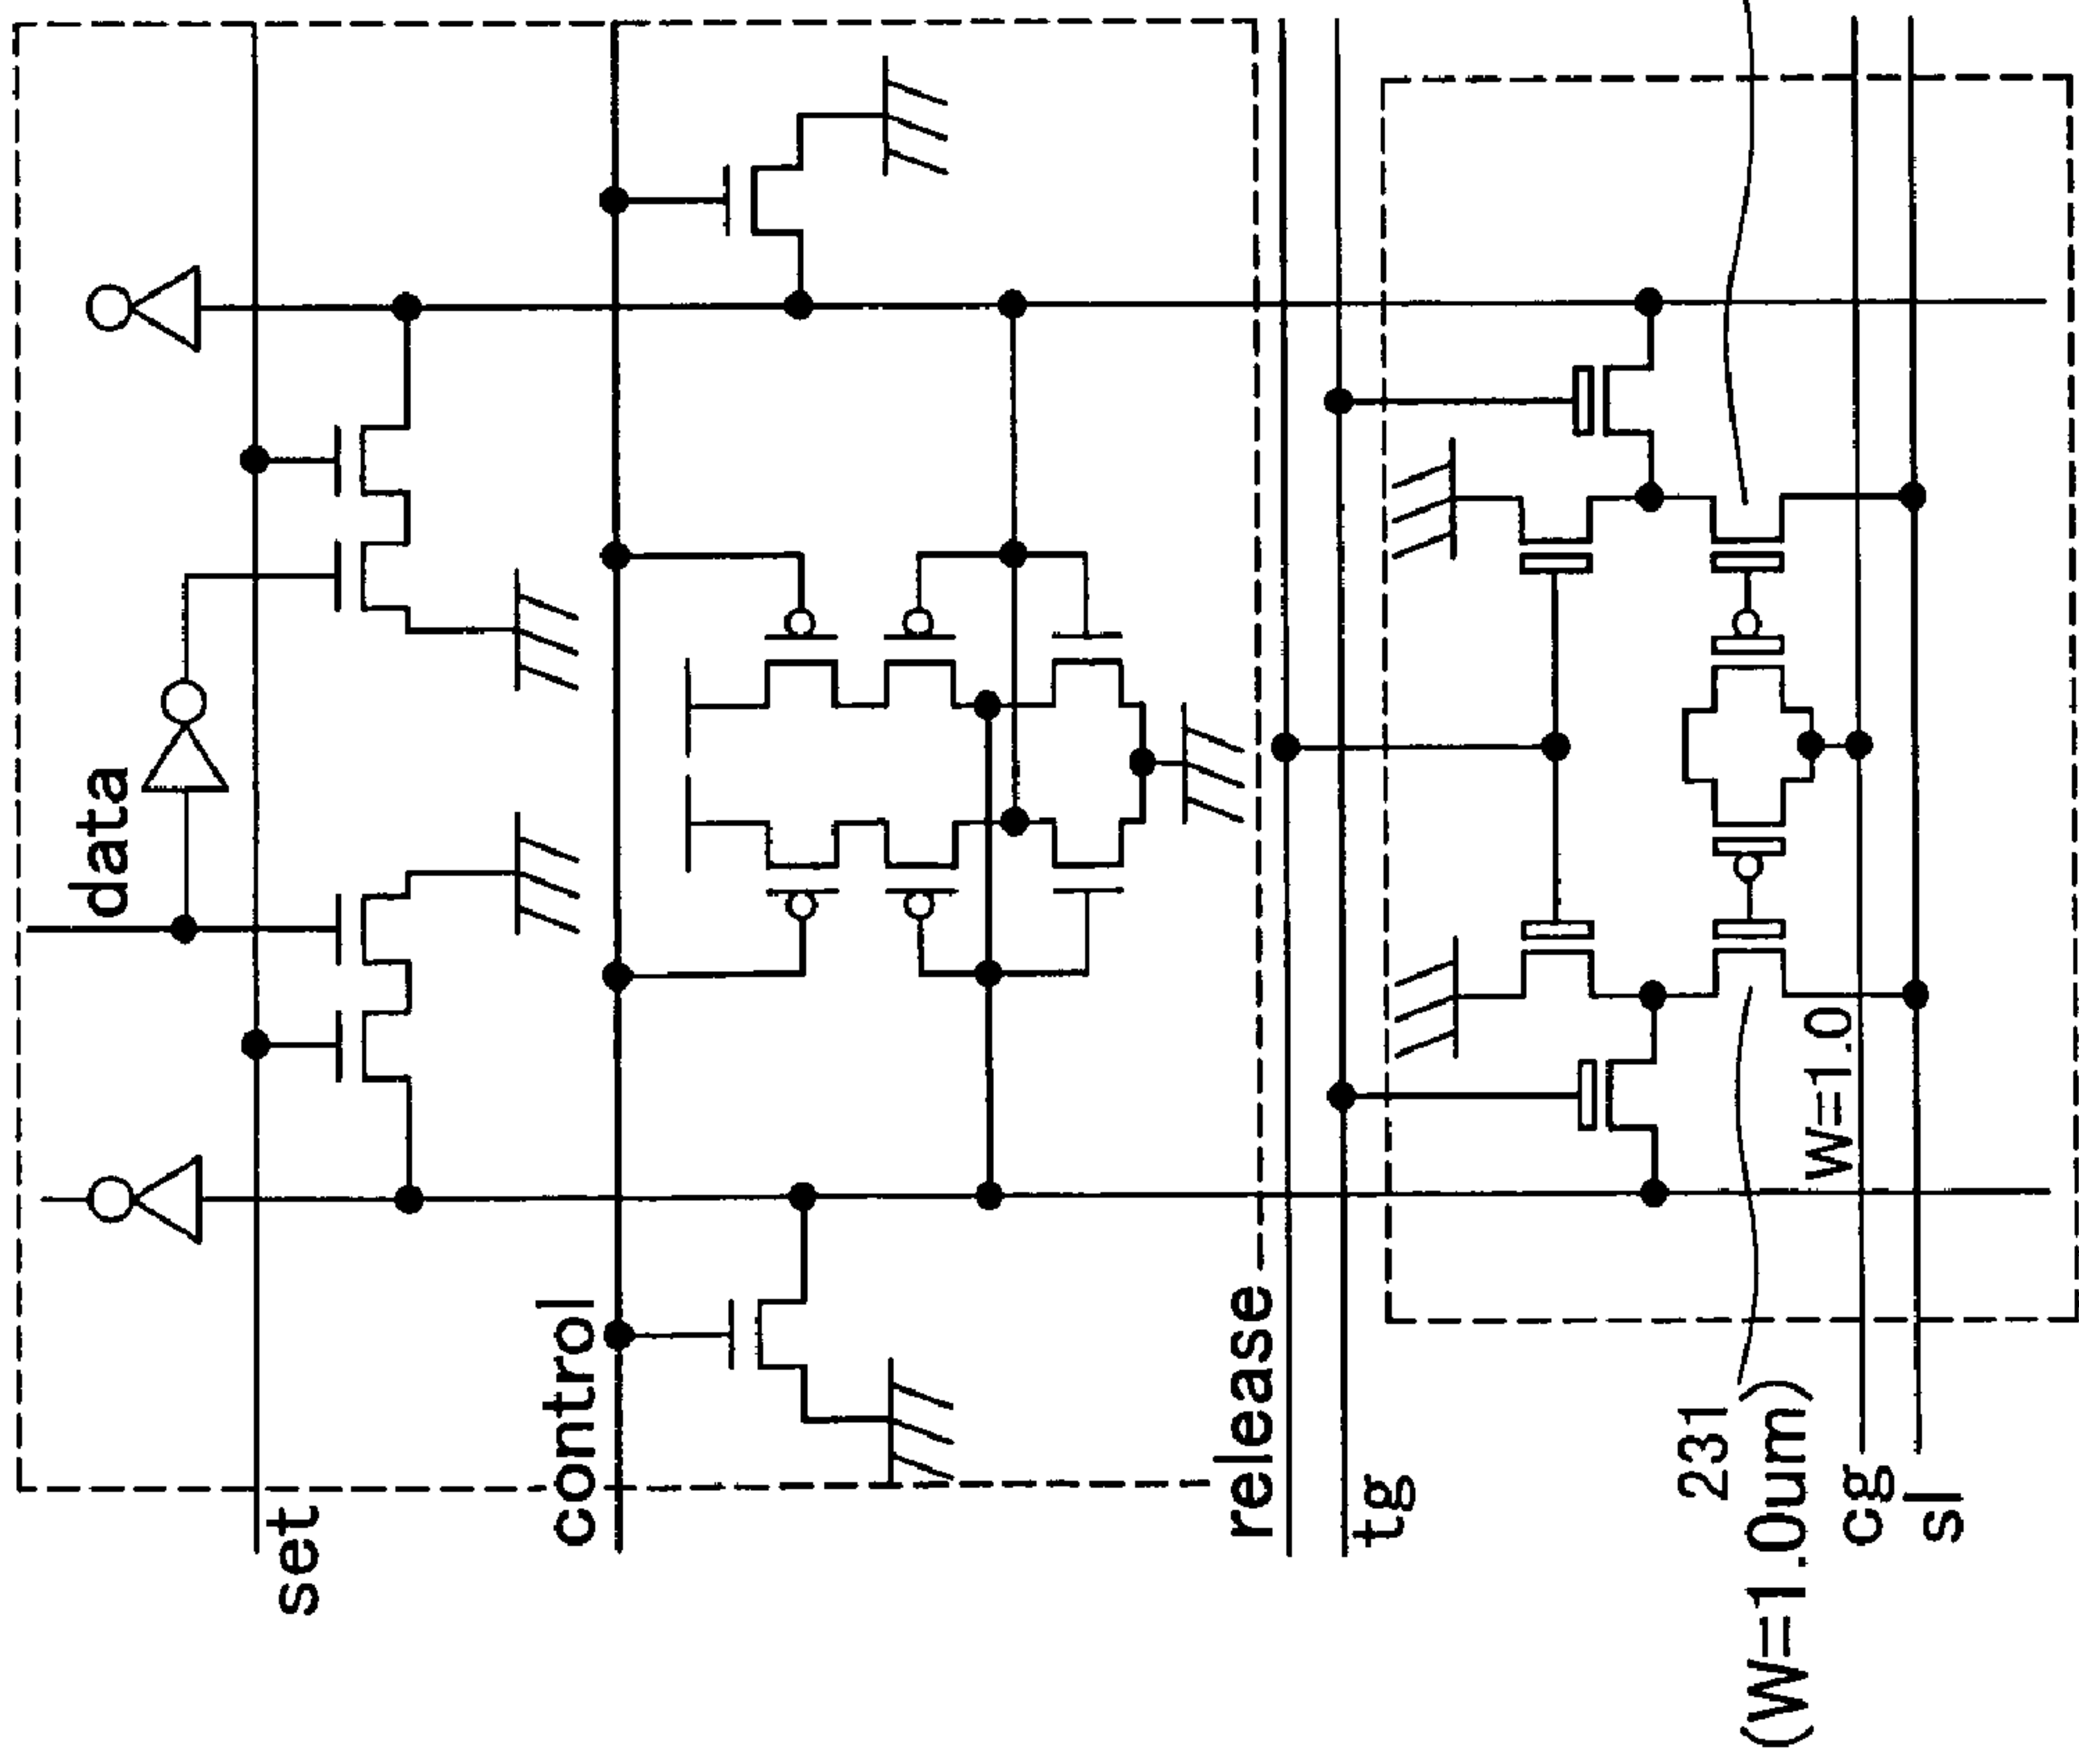 data
set
control
release
tg
231
(W=1.0um)
W=1.0
cg
sl